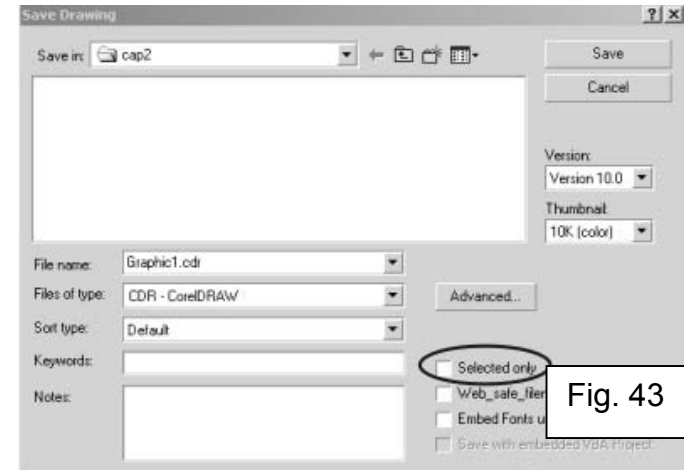 Save Drawing
Save in: cap2
Save
Cancel
Version:
Version 10.0
Thumbnail:
10K (color)
File name: Graphic1.cdr
Files of type: CDR - CorelDRAW
Advanced...
Sort type: Default
Keywords:
Selected only
Notes:
Web_safe_filen
Embed Fonts u
Save with embedded VBA Project
Fig. 43